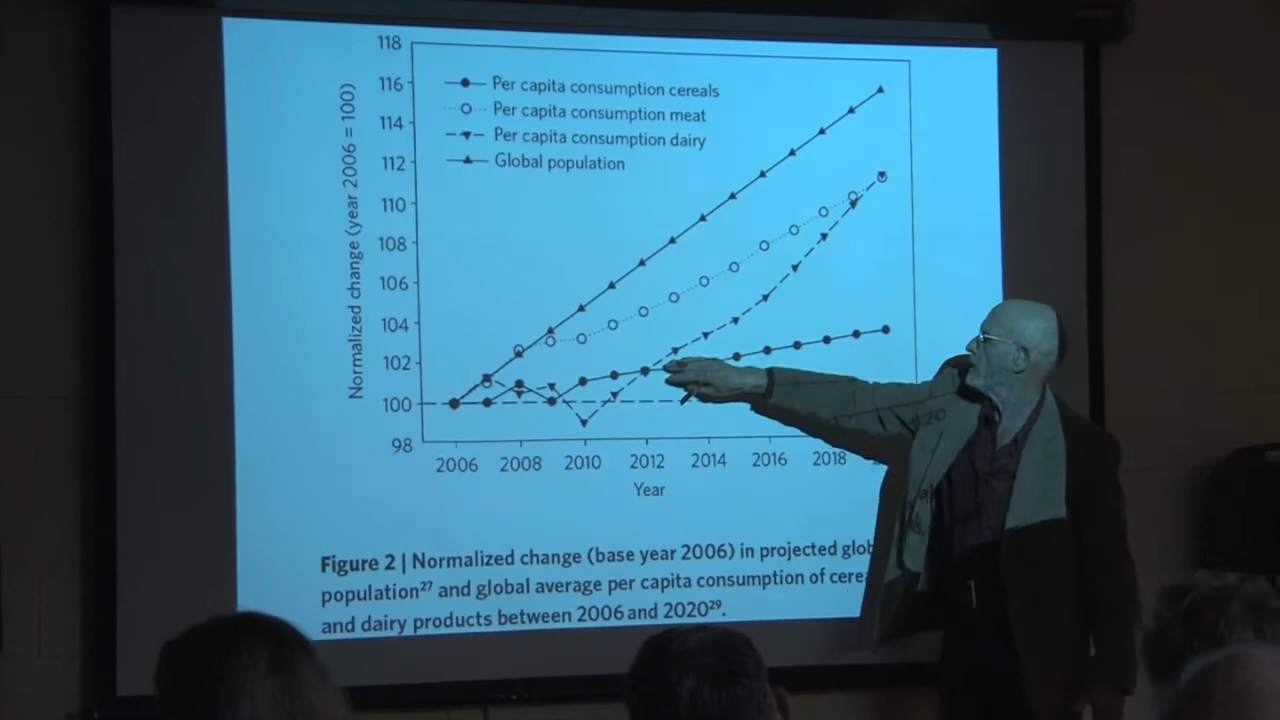 118
116
114
112
110
108
106
104
102
100
98
Normalized change (year 2006 = 100)
Per capita consumption cereals
Per capita consumption meat
Per capita consumption dairy
Global population
2006 2008 2010 2012 2014 2016 2018
Year
Figure 2 | Normalized change (base year 2006) in projected
population27 and global average per capita consumption of
and dairy products between 2006 and 202029.